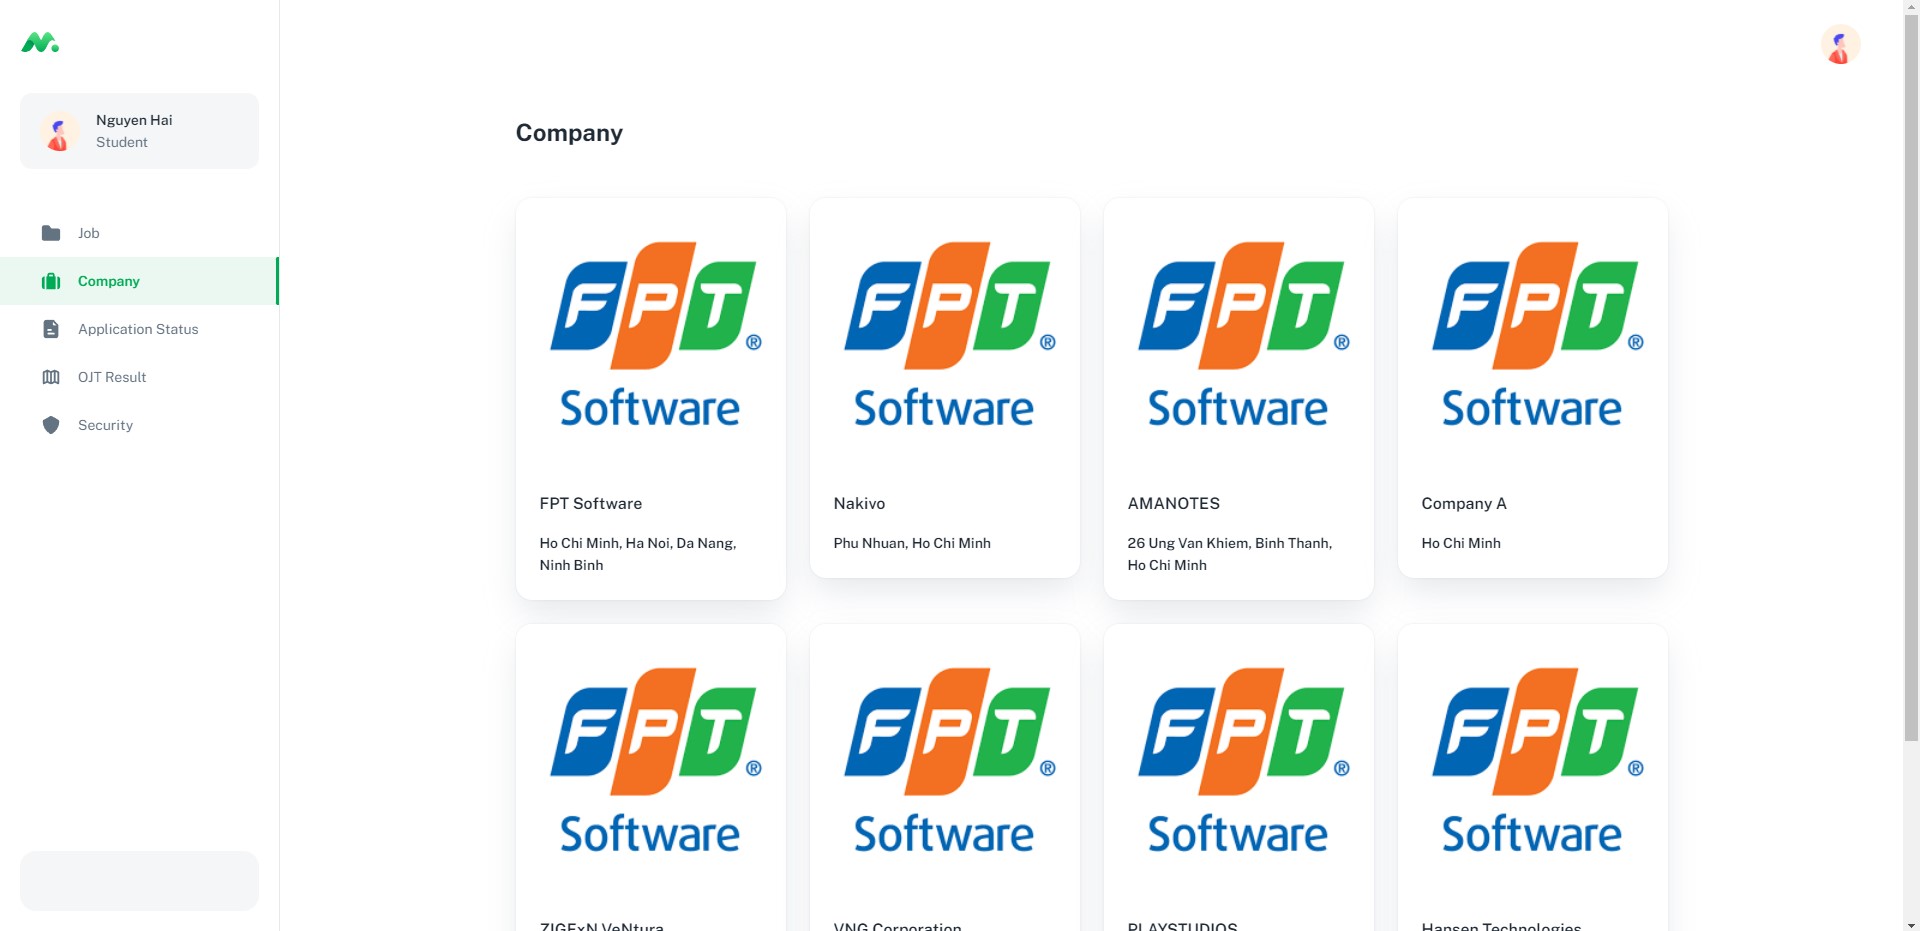 Nguyen Hai
Student
Job
Company
Application Status
OJT Result
Security
Company
FPT ®
Software
FPT Software
Ho Chi Minh, Ha Noi, Da Nang,
Ninh Binh
FPT ®
Software
Nakivo
Phu Nhuan, Ho Chi Minh
FPT ®
Software
AMANOTES
26 Ung Van Khiem, Binh Thanh,
Ho Chi Minh
FPT ®
Software
Company A
Ho Chi Minh
FPT ®
Software
ZIGExN VeNtura
FPT ®
Software
VNG Corporation
FPT ®
Software
PLAYSTUDIOS
FPT ®
Software
Hansen Technologies